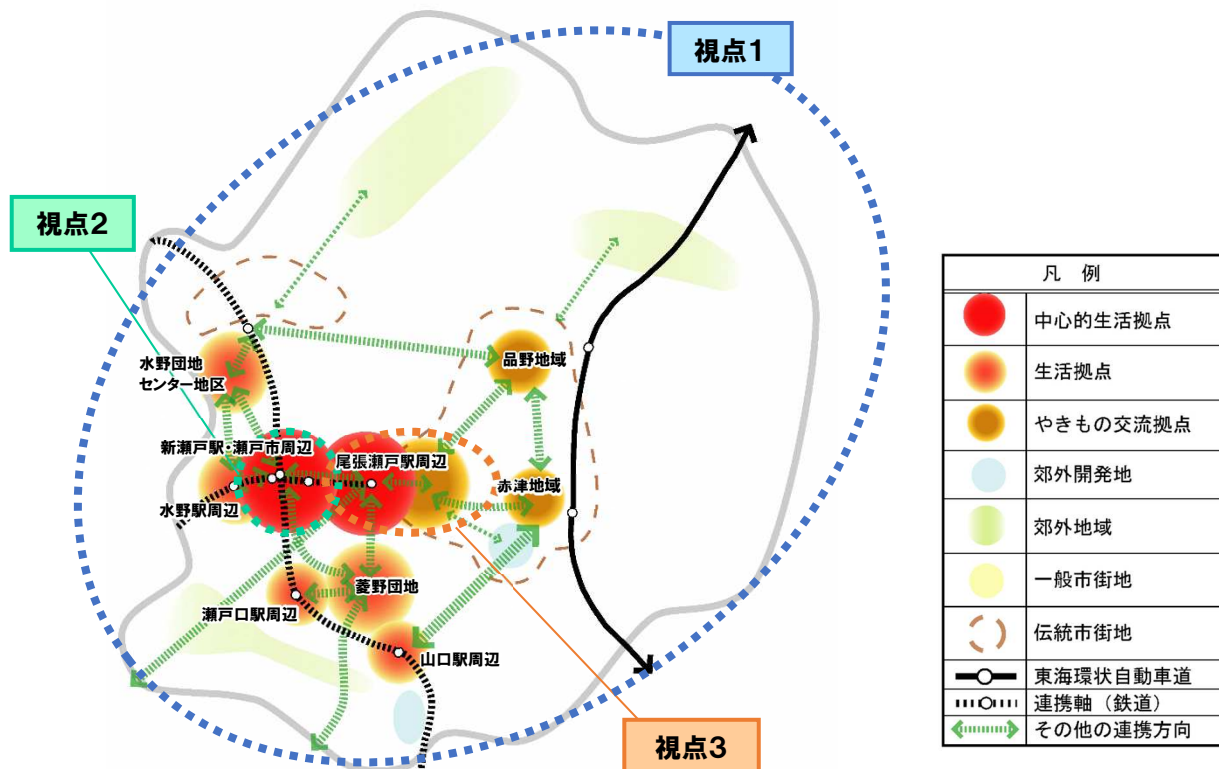 視点1
視点2
水野団地
センター地区
品野地域
新瀬戸駅・瀬戸市周辺
尾張瀬戸駅周辺
赤津地域
水野駅周辺
菱野団地
瀬戸口駅周辺
山口駅周辺
視点3
凡 例
中心的生活拠点
生活拠点
やきもの交流拠点
郊外開発地
郊外地域
一般市街地
伝統市街地
東海環状自動車道
連携軸（鉄道）
その他の連携方向